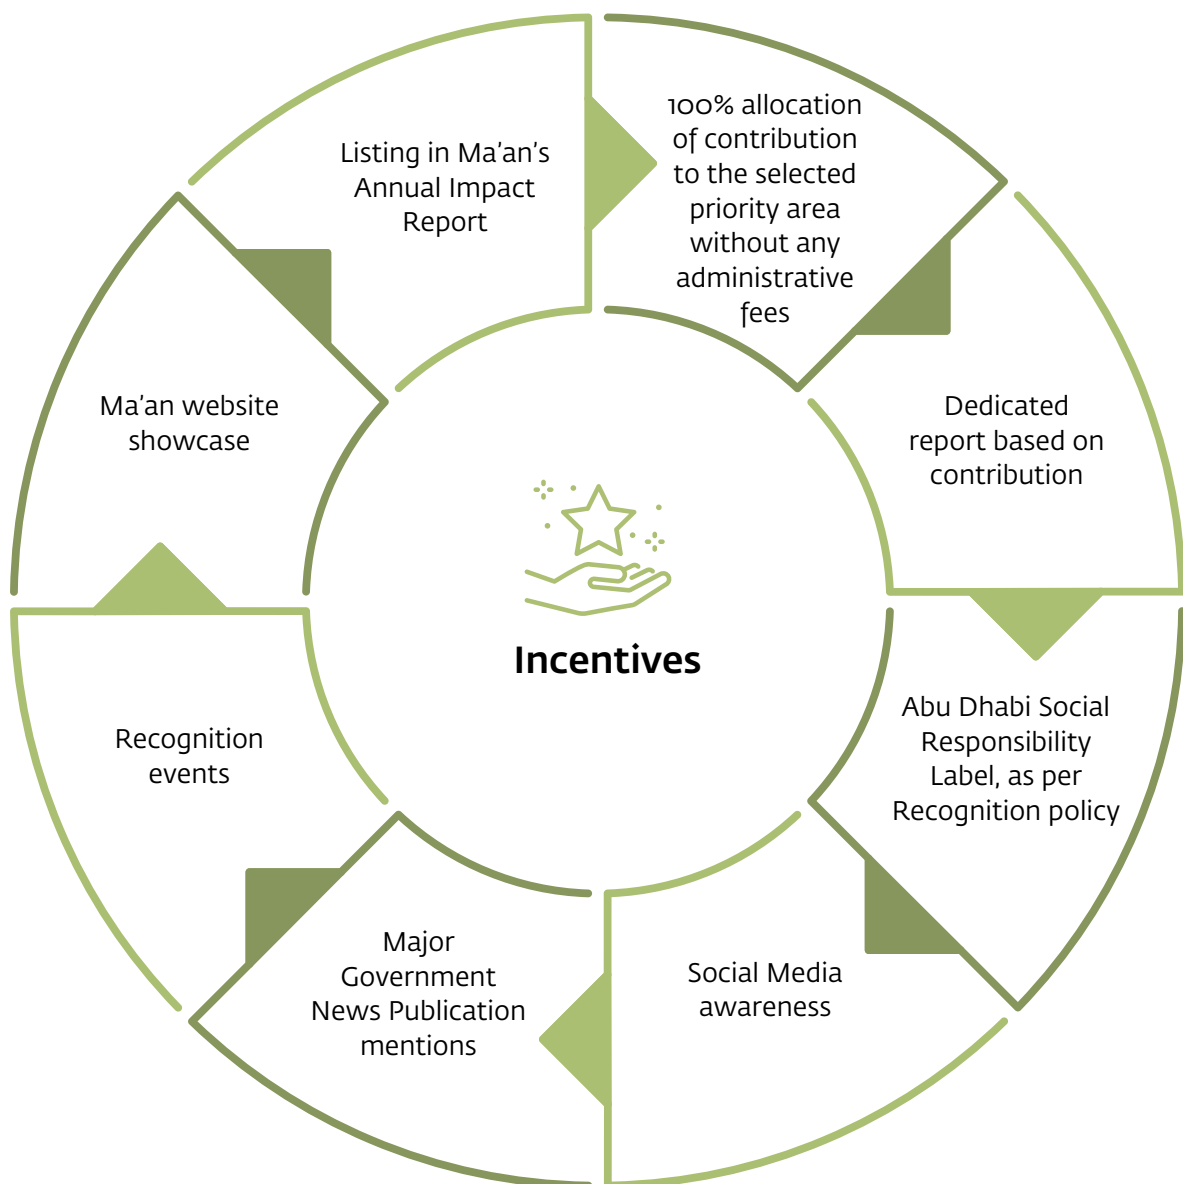 100% allocation
of contribution
to the selected
priority area
without any
administrative
fees
Dedicated
report based on
contribution
Abu Dhabi Social
Responsibility
Label, as per
Recognition policy
Social Media
awareness
Major
Government
News Publication
mentions
Recognition
events
Ma'an website
showcase
Listing in Ma'an's
Annual Impact
Report
Incentives